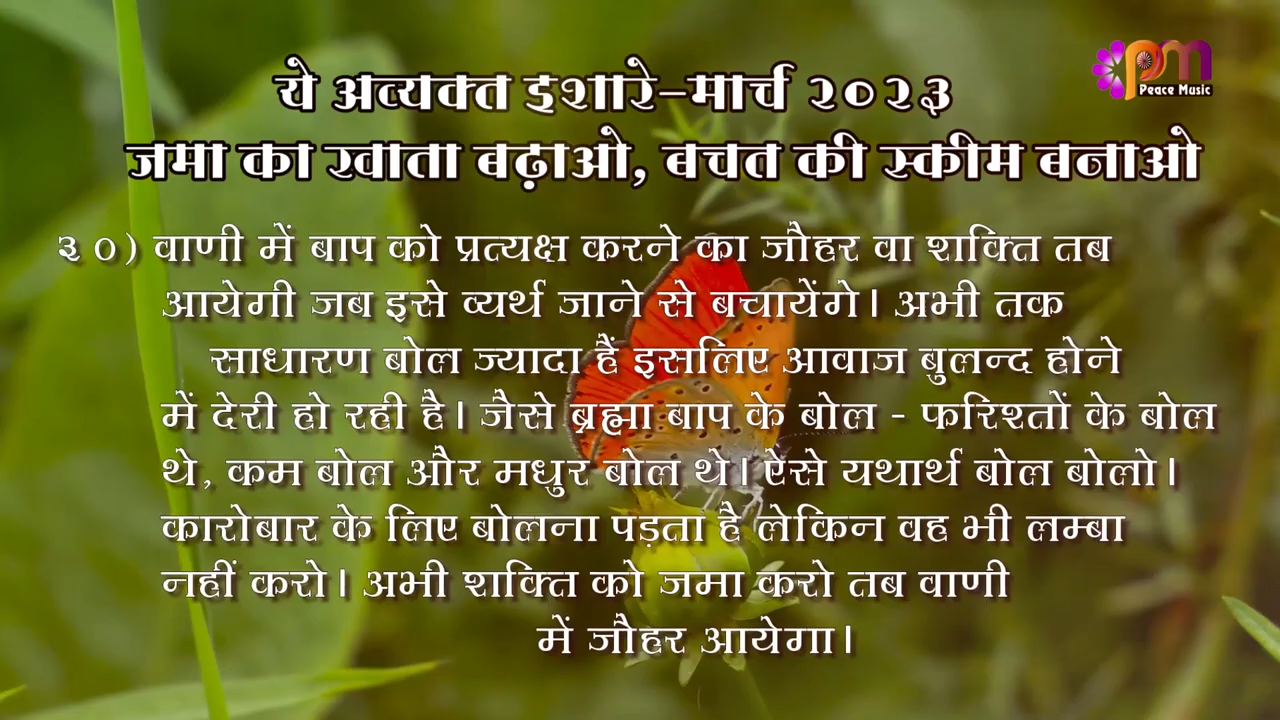 ये अव्यक्त इशारे-मार्च २०२३
pm
Peace Music
जमा का खाता बढ़ाओ, बचत की स्कीम बनाओ
३०) वाणी में बाप को प्रत्यक्ष करने का जौहर वा शक्ति तब
आयेगी जब इसे व्यर्थ जाने से बचायेंगे। अभी तक
साधारण बोल ज्यादा हैं इसलिए आवाज बुलन्द होने
में देरी हो रही है। जैसे ब्रह्मा बाप के बोल - फरिश्तों के बोल
थे, कम बोल और मधुर बोल थे। ऐसे यथार्थ बोल बोलो।
कारोबार के लिए बोलना पड़ता है लेकिन वह भी लम्बा
नहीं करो। अभी शक्ति को जमा करो तब वाणी
में जौहर आयेगा।